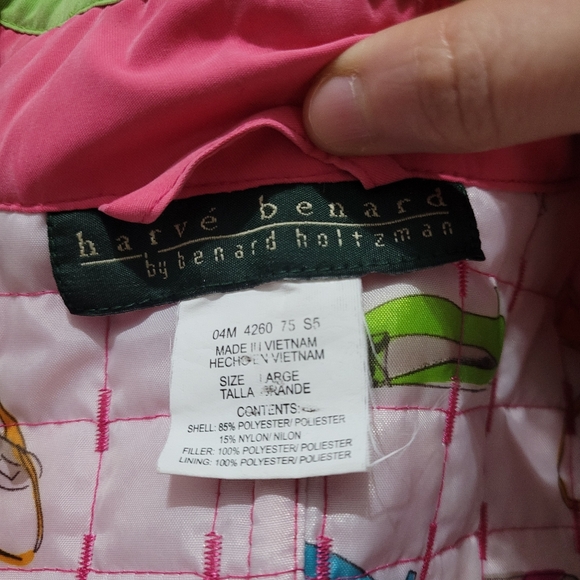 harvé benard
by benard holtzman
04M 4260 75 S5
MADE IN VIETNAM
HECHO EN VIETNAM
SIZE LARGE
TALLA GRANDE
CONTENTS:
SHELL: 85% POLYESTER/ POLIESTER
15% NYLON/ NILON
FILLER: 100% POLYESTER/ POLIESTER
LINING: 100% POLYESTER/ POLIESTER